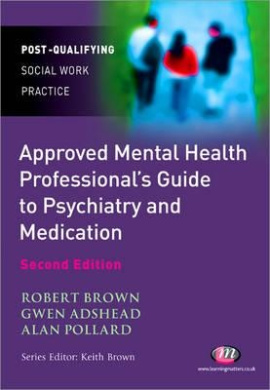 POST-QUALIFYING
SOCIAL WORK
PRACTICE
Approved Mental Health
Professional's Guide
to Psychiatry and
Medication
Second Edition
ROBERT BROWN
GWEN ADSHEAD
ALAN POLLARD
Series Editor: Keith Brown
www.learningmatters.co.uk